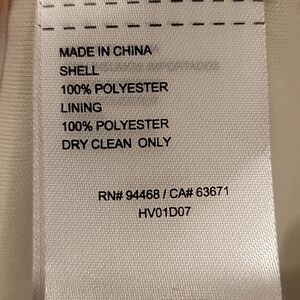 MADE IN CHINA
SHELL
100% POLYESTER
LINING
100% POLYESTER
DRY CLEAN ONLY
RN# 94468 / CA# 63671
HV01D07